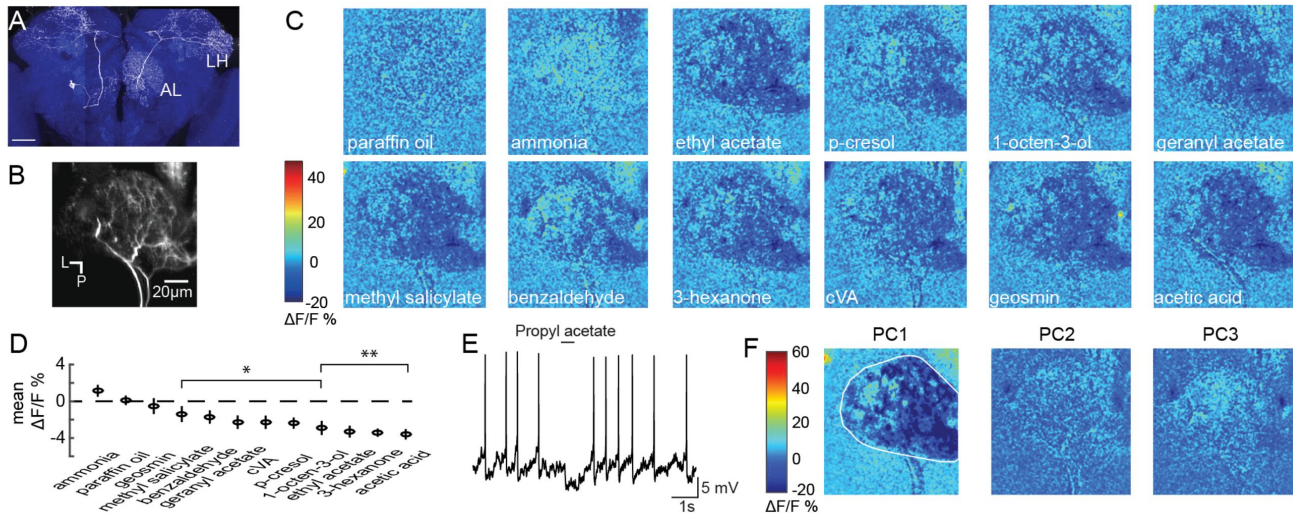 A
LH
AL
B
L
P
20µm
C
paraffin oil
ammonia
ethyl acetate
p-cresol
1-octen-3-ol
geranyl acetate
40
20
0
-20
ΔF/F %
methyl salicylate
benzaldehyde
3-hexanone
cVA
geosmin
acetic acid
D
4
0
-4
mean
ΔF/F %
*
**
ammonia
paraffin oil
geosmin
methyl salicylate
benzaldehyde
geranyl acetate
cVA
p-cresol
1-octen-3-ol
ethyl acetate
3-hexanone
acetic acid
E
Propyl acetate
5 mV
1s
F
60
40
20
0
-20
ΔF/F %
PC1
PC2
PC3